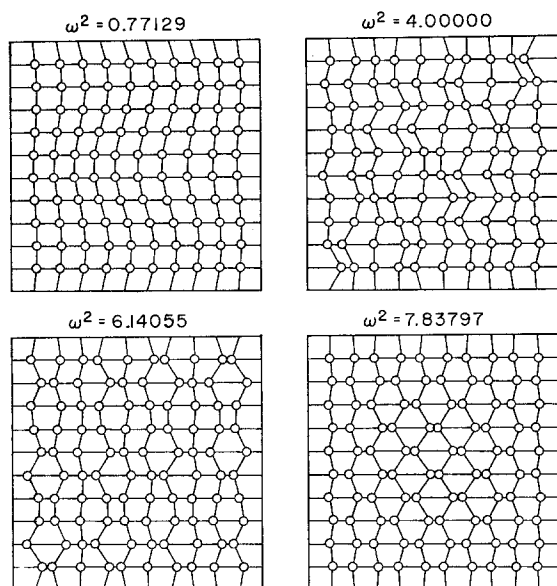 ω² = 0.77129
ω² = 4.00000
ω² = 6.14055
ω² = 7.83797